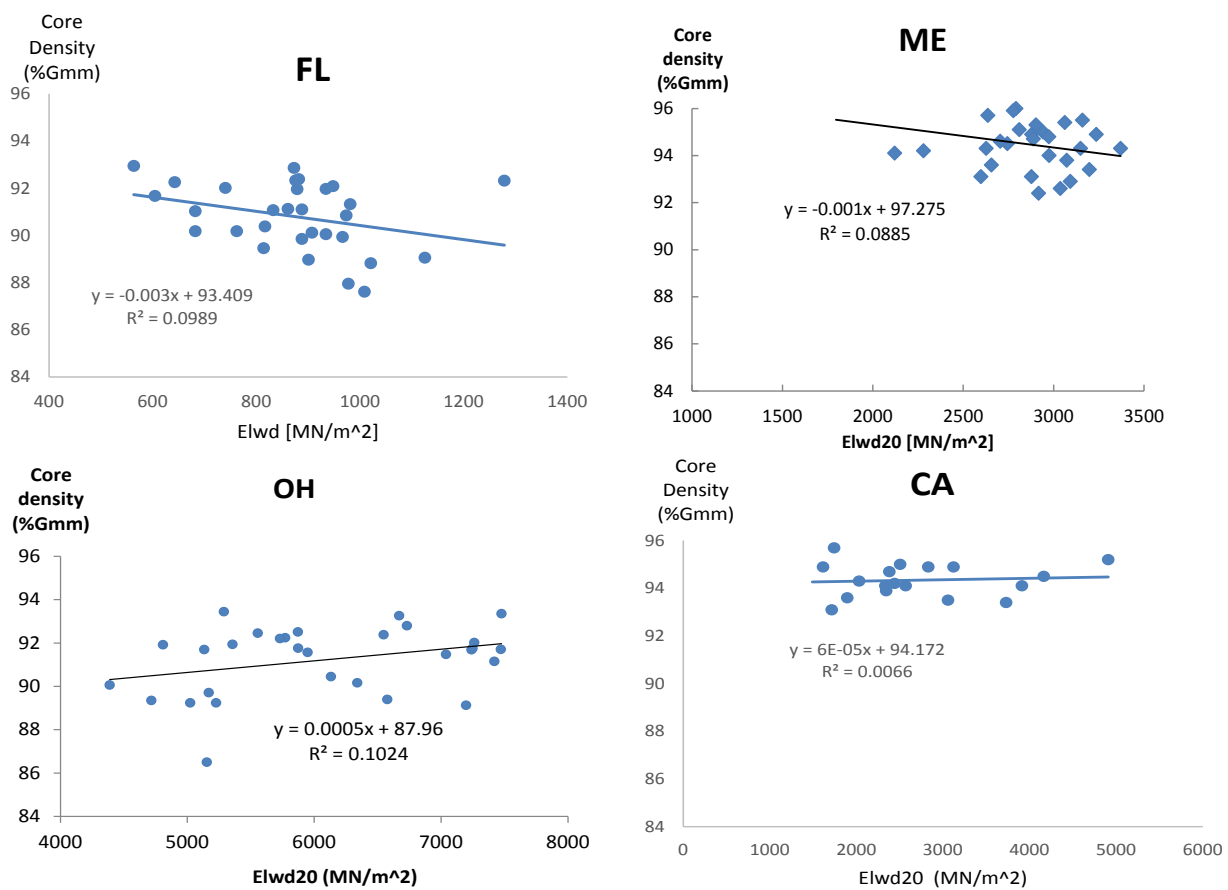 Core
Density
(%Gmm)
FL
96
94
92
90
88
86
84
y = -0.003x + 93.409
R² = 0.0989
400 600 800 1000 1200 1400
Elwd [MN/m^2]
Core
density
(%Gmm)
ME
96
94
92
90
88
86
84
y = -0.001x + 97.275
R² = 0.0885
1000 1500 2000 2500 3000 3500
Elwd20 [MN/m^2]
Core
density
(%Gmm)
OH
96
94
92
90
88
86
84
y = 0.0005x + 87.96
R² = 0.1024
4000 5000 6000 7000 8000
Elwd20 (MN/m^2)
Core
Density
(%Gmm)
CA
96
94
92
90
88
86
84
y = 6E-05x + 94.172
R² = 0.0066
0 1000 2000 3000 4000 5000 6000
Elwd20 (MN/m^2)